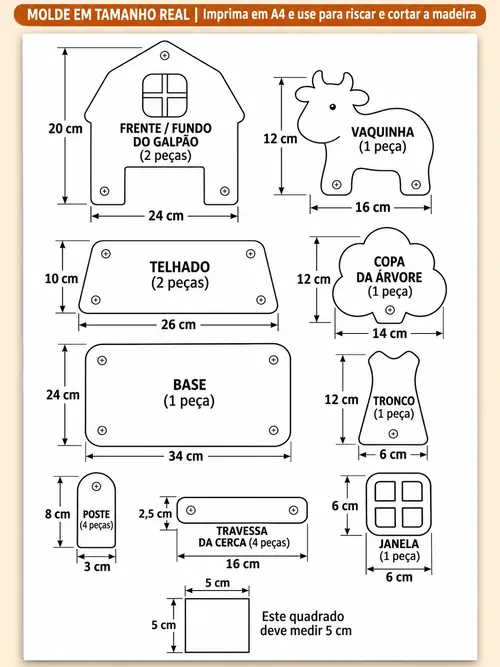 MOLDE EM TAMANHO REAL | Imprima em A4 e use para riscar e cortar a madeira
20 cm
FRENTE / FUNDO
DO GALPÃO
(2 peças)
24 cm
12 cm
VAQUINHA
(1 peça)
16 cm
10 cm
TELHADO
(2 peças)
26 cm
12 cm
COPA
DA ÁRVORE
(1 peça)
14 cm
24 cm
BASE
(1 peça)
34 cm
12 cm
TRONCO
(1 peça)
6 cm
8 cm
POSTE
(4 peças)
3 cm
2,5 cm
TRAVESSA
DA CERCA (4 peças)
16 cm
6 cm
JANELA
(1 peça)
6 cm
5 cm
5 cm
Este quadrado
deve medir 5 cm